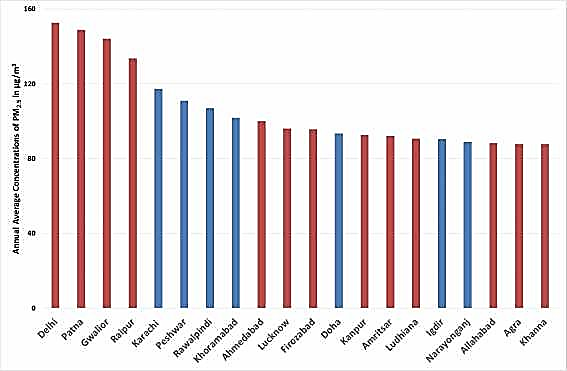 Annual Average Concentrations of PM2.5 in µg/m³
160
120
80
40
0
Delhi
Patna
Gwalior
Raipur
Karachi
Peshwar
Rawalpindi
Khoramabad
Ahmedabad
Lucknow
Firozabad
Doha
Kanpur
Amritsar
Ludhiana
Igdir
Narayonganj
Allahabad
Agra
Khanna